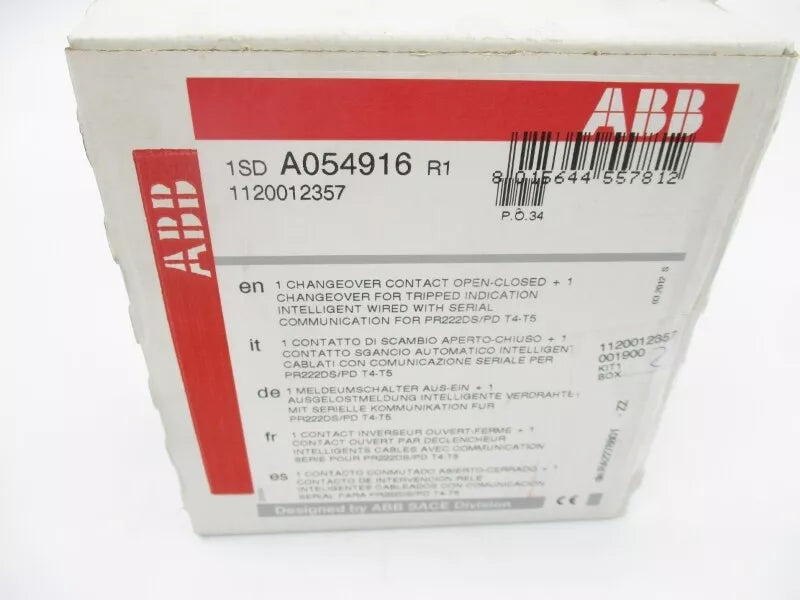 ABB
ABB
1SD A054916 R1
1120012357
8 015644 557812
P.O.34
en 1 CHANGEOVER CONTACT OPEN-CLOSED + 1
CHANGEOVER FOR TRIPPED INDICATION
INTELLIGENT WIRED WITH SERIAL
COMMUNICATION FOR PR222DS/PD T4-T5
it 1 CONTATTO DI SCAMBIO APERTO-CHIUSO + 1
CONTATTO SGANCIO AUTOMATICO INTELLIGENT
CABLATI CON COMUNICAZIONE SERIALE PER
PR222DS/PD T4-T5
de 1 MELDEUMSCHALTER AUS-EIN + 1
AUSGELOSTMELDUNG INTELLIGENTE VERDRAHTE
MIT SERIELLE KOMMUNIKATION FUR
PR222DS/PD T4-T5
fr 1 CONTACT INVERSEUR OUVERT-FERME + 1
CONTACT OUVERT PAR DECLENCHEUR
INTELLIGENTS CABLES AVEC COMMUNICATION
SERIE POUR PR222DS/PD T4-T5
es 1 CONTACTO CONMUTADO ABIERTO-CERRADO + 1
CONTACTO DE INTERVENCION RELE
INTELIGENTES CABLEADOS CON COMUNICACION
SERIAL PARA PR222DS/PD T4-T5
Designed by ABB SACE Division
CE
1120012357
001900
KIT1
BOX
2